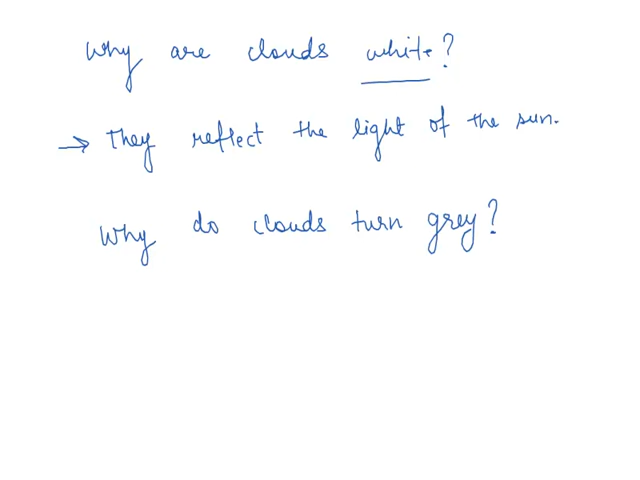 Why are clouds white?
→ They reflect the light of the sun.
Why do clouds turn grey?